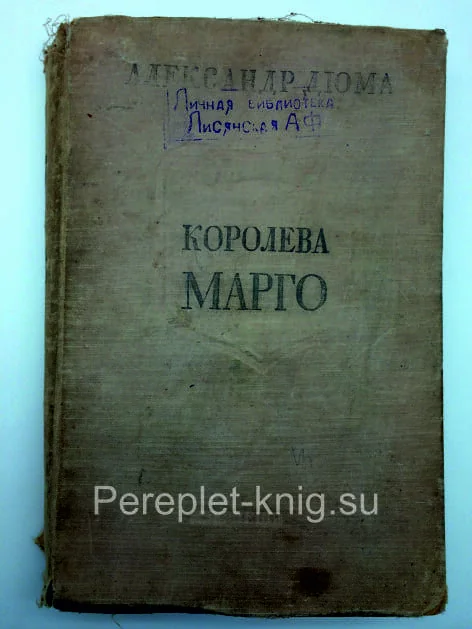 АЛЕКСАНДР ДЮМА
Личная библиотека
Лисянская А Ф
КОРОЛЕВА
МАРГО
Pereplet-knig.su